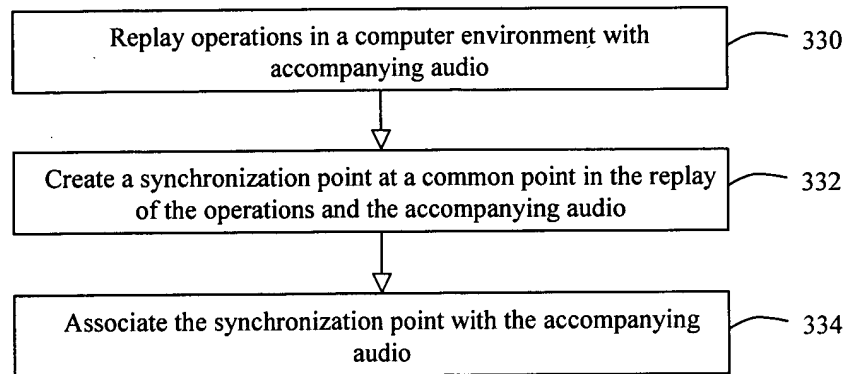 Replay operations in a computer environment with
accompanying audio
330
Create a synchronization point at a common point in the replay
of the operations and the accompanying audio
332
Associate the synchronization point with the accompanying
audio
334